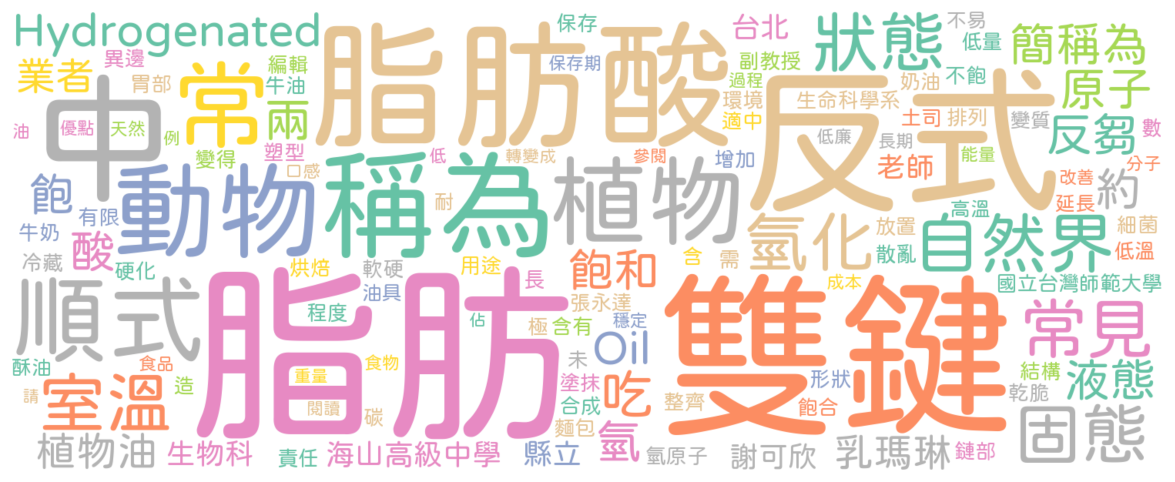 Hydrogenated
脂肪酸
保存
台北
狀態
不易
低量
簡稱為
業者
異邊
胃部
常
編輯
牛油
兩
保存期
副教授
過程
環境
適中
生命科學系
奶油
不飽
原子
油
優點
天然
例
中
變得
塑型
口感
低
轉變成
參閱
增加
反式
低廉
長期
土司
排列
變質
反芻
數
老師
能量
分子
飽
有限
動物
稱為
耐
植物
氫化
高溫
改善
延長
約
牛奶
酸
放置
散亂
自然界
細菌
低溫
冷藏
硬化
烘焙
軟硬
油具
用途
長
飽和
含
需
成本
國立台灣師範大學
順式
程度
脂肪
佔
極
張永達
含有
穩定
雙鍵
常見
Oil
酥油
食品
食物
未
形狀
結構
乾脆
液態
請
室溫
造
重量
閱讀
碳
塗抹
合成
吃
麵包
整齊
飽合
固態
植物油
生物科
責任
海山高級中學
縣立
氫
氫原子
謝可欣
乳瑪琳
鏈部